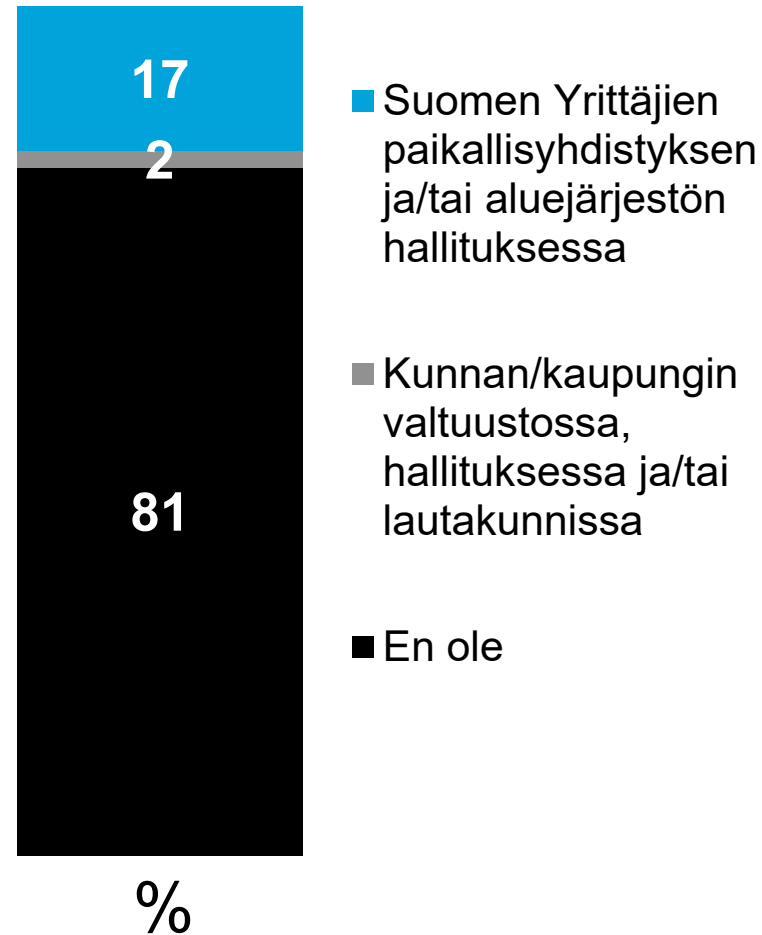 17
2
81
%
Suomen Yrittäjien
paikallisyhdistyksen
ja/tai aluejärjestön
hallituksessa
Kunnan/kaupungin
valtuustossa,
hallituksessa ja/tai
lautakunnissa
En ole